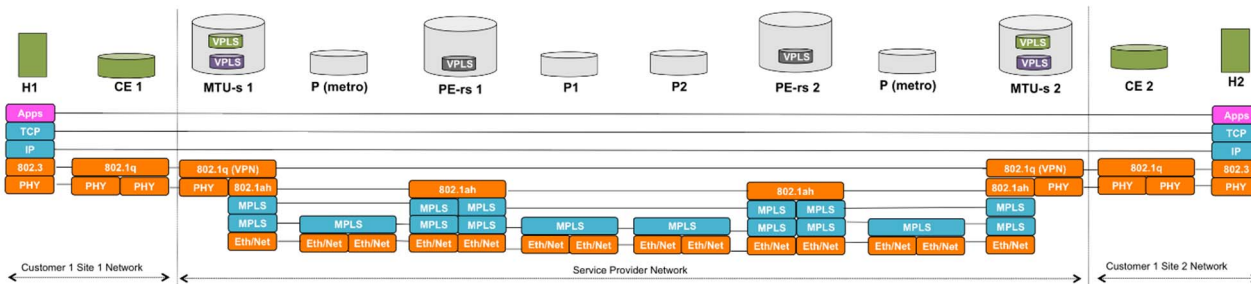 VPLS VPLS VPLS VPLS VPLS VPLS
H1 CE 1 MTU-s 1 P (metro) PE-rs 1 P1 P2 PE-rs 2 P (metro) MTU-s 2 CE 2 H2
Apps Apps
TCP TCP
IP IP
802.3 802.1q 802.1q (VPN) 802.1q (VPN) 802.1q 802.3
PHY PHY PHY PHY 802.1ah 802.1ah 802.1ah 802.1ah PHY PHY PHY PHY
MPLS MPLS MPLS MPLS MPLS MPLS
MPLS MPLS MPLS MPLS MPLS MPLS MPLS MPLS MPLS MPLS
Eth/Net Eth/Net Eth/Net Eth/Net Eth/Net Eth/Net Eth/Net Eth/Net Eth/Net Eth/Net Eth/Net Eth/Net Eth/Net Eth/Net
Customer 1 Site 1 Network Service Provider Network Customer 1 Site 2 Network